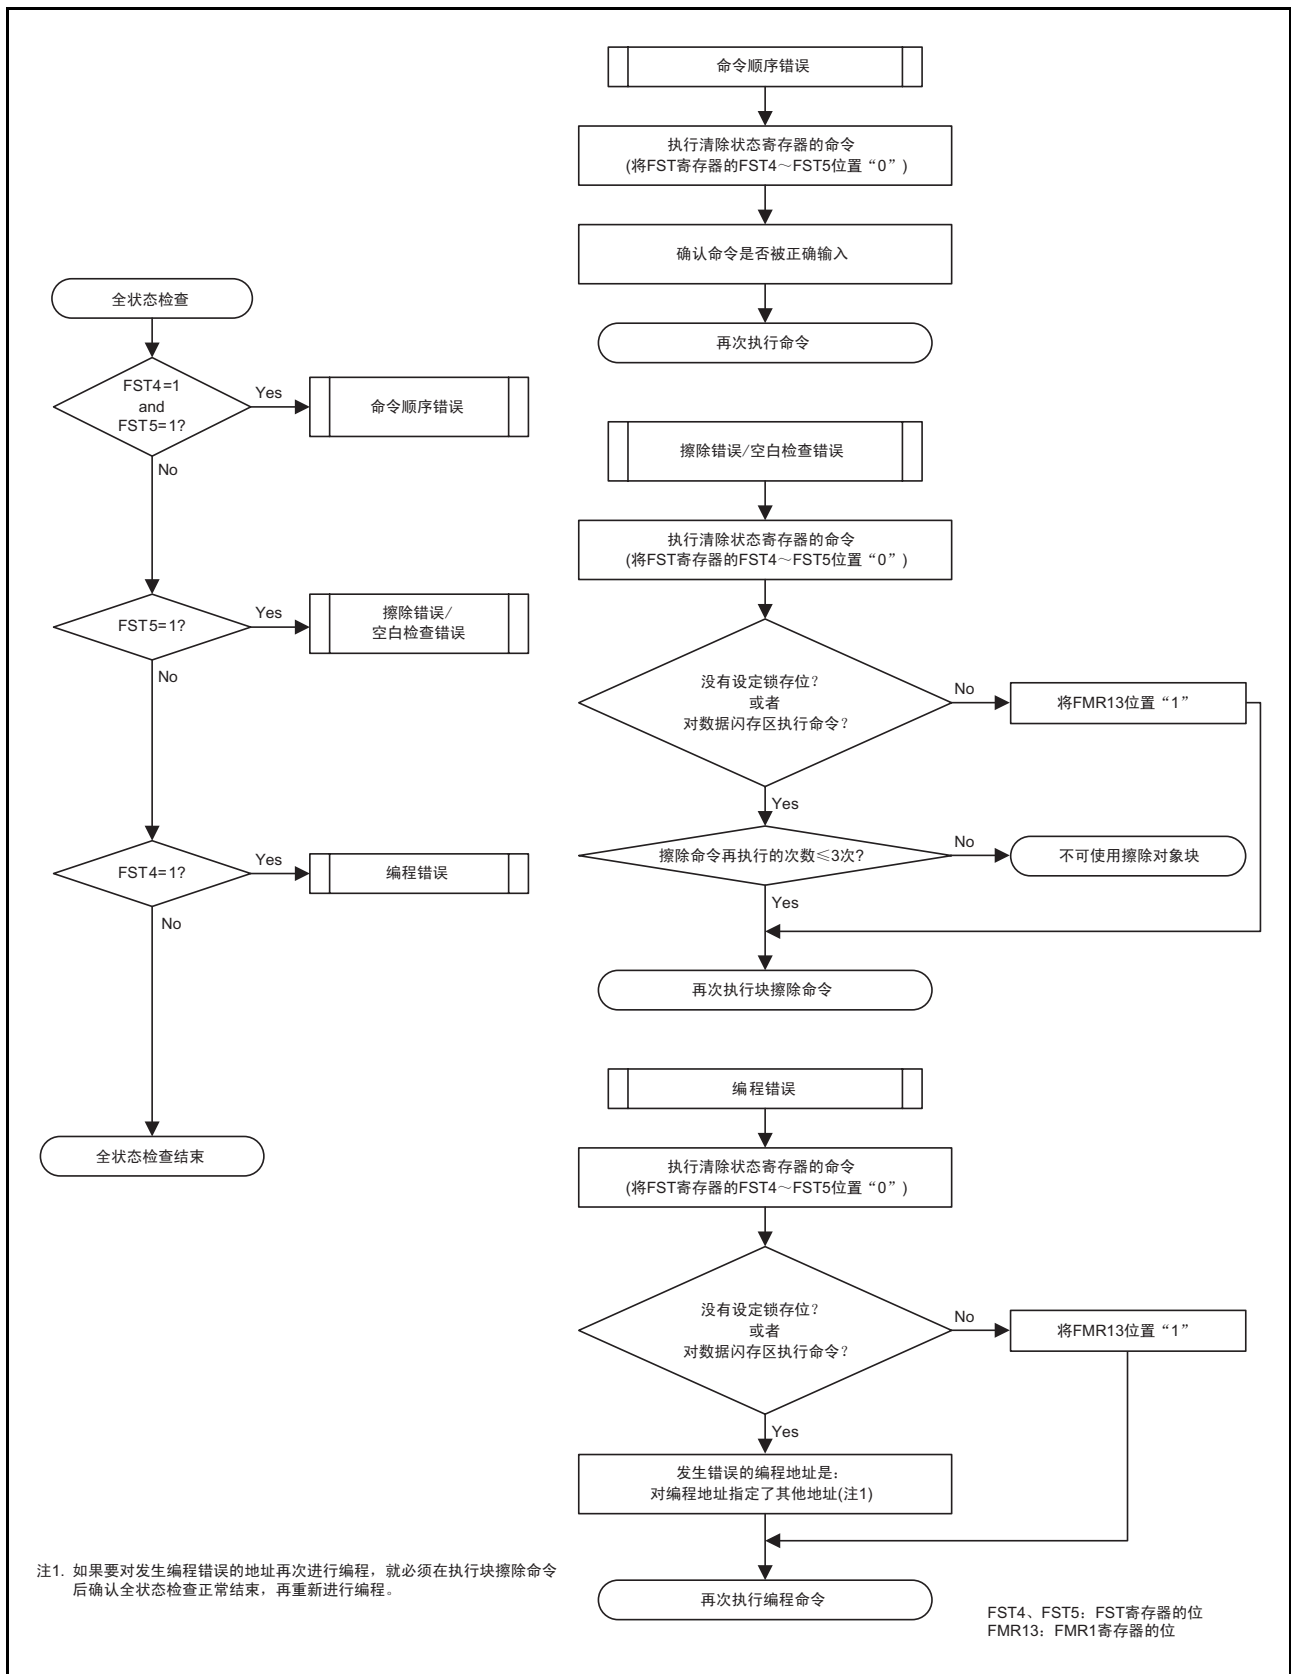 全状态检查
FST4=1
and
FST5=1?
Yes
命令顺序错误
No
FST5=1?
Yes
擦除错误/
空白检查错误
No
FST4=1?
Yes
编程错误
No
全状态检查结束
命令顺序错误
执行清除状态寄存器的命令
(将FST寄存器的FST4～FST5位置“0”)
确认命令是否被正确输入
再次执行命令
擦除错误/空白检查错误
执行清除状态寄存器的命令
(将FST寄存器的FST4～FST5位置“0”)
没有设定锁存位？
或者
对数据闪存区执行命令？
No
将FMR13位置“1”
Yes
擦除命令再执行的次数≤3次?
No
不可使用擦除对象块
Yes
再次执行块擦除命令
编程错误
执行清除状态寄存器的命令
(将FST寄存器的FST4～FST5位置“0”)
没有设定锁存位？
或者
对数据闪存区执行命令？
No
将FMR13位置“1”
Yes
发生错误的编程地址是：
对编程地址指定了其他地址(注1)
再次执行编程命令
注1. 如果要对发生编程错误的地址再次进行编程，就必须在执行块擦除命令
后确认全状态检查正常结束，再重新进行编程。
FST4、FST5：FST寄存器的位
FMR13：FMR1寄存器的位